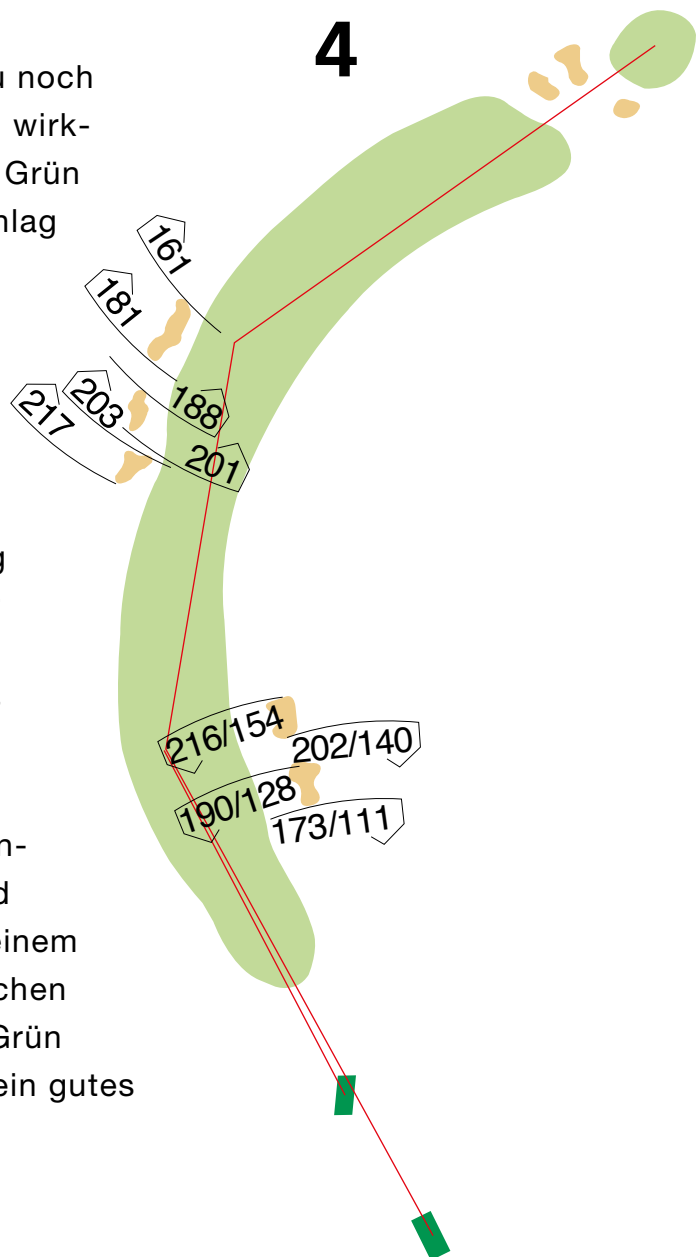 4
u noch
wirk-
Grün
hlag
161
181
188
203
217
201
g
216/154
202/140
190/128
173/111
n-
d
einem
chen
Grün
ein gutes